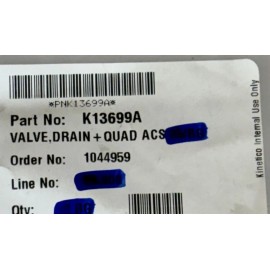 *PNK13699A*
Part No: K13699A
VALVE,DRAIN + QUAD ACS
Order No: 1044959
Line No:
Qty:
Kinetico Internal Use Only